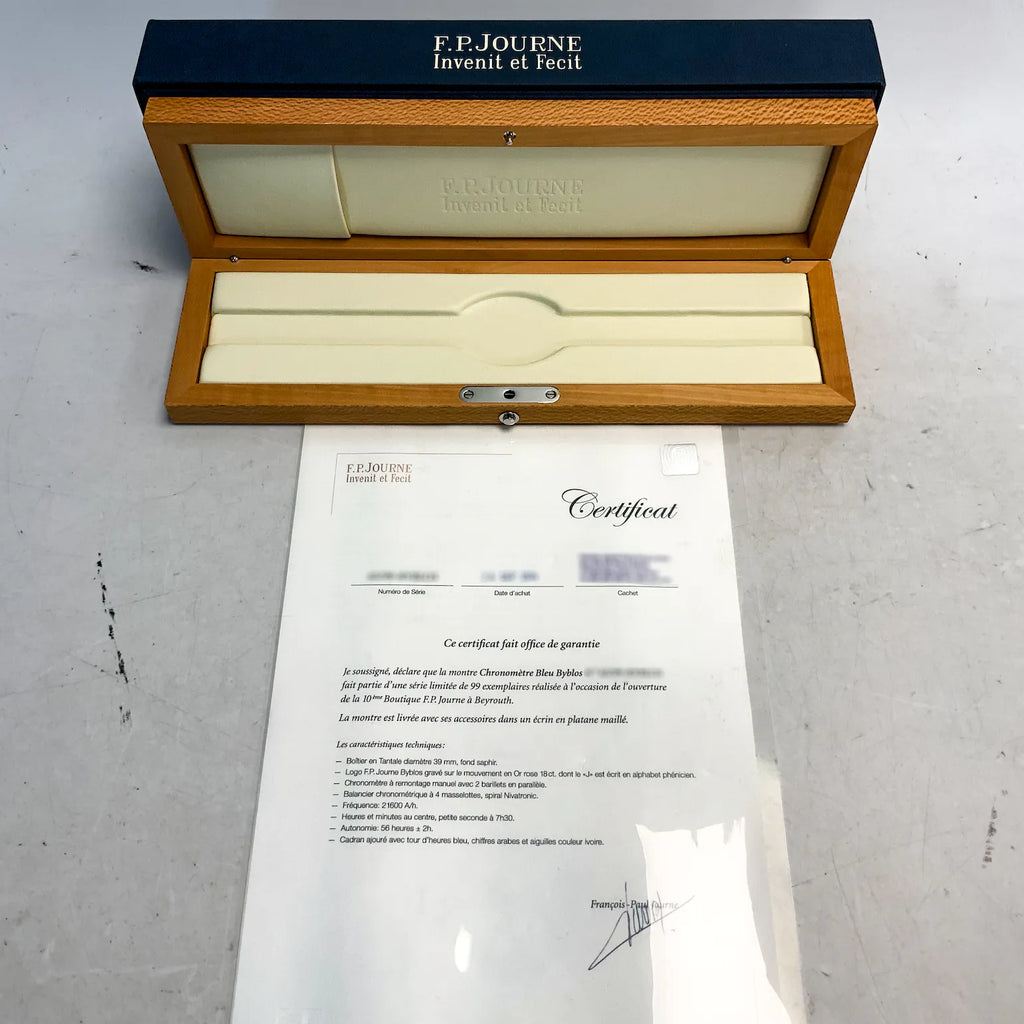 F.P.JOURNE
Invenit et Fecit
F.P.JOURNE
Invenit et Fecit
F.P.JOURNE
Invenit et Fecit
Certificat
Numéro de Série
Date d'achat
Cachet
Ce certificat fait office de garantie
Je soussigné, déclare que la montre Chronomètre Bleu Byblos
fait partie d'une série limitée de 99 exemplaires réalisée à l'occasion de l'ouverture
de la 10ème Boutique F.P. Journe à Beyrouth.
La montre est livrée avec ses accessoires dans un écrin en platane maillé.
Les caractéristiques techniques:
— Boîtier en Tantale diamètre 39 mm, fond saphir.
— Logo F.P. Journe Byblos gravé sur le mouvement en Or rose 18 ct. dont le «J» est écrit en alphabet phénicien.
— Chronomètre à remontage manuel avec 2 barillets en parallèle.
— Balancier chronométrique à 4 masselottes, spiral Nivatronic.
— Fréquence: 21600 A/h.
— Heures et minutes au centre, petite seconde à 7h30.
— Autonomie: 56 heures ± 2h.
— Cadran ajouré avec tour d'heures bleu, chiffres arabes et aiguilles couleur ivoire.
François-Paul Journe